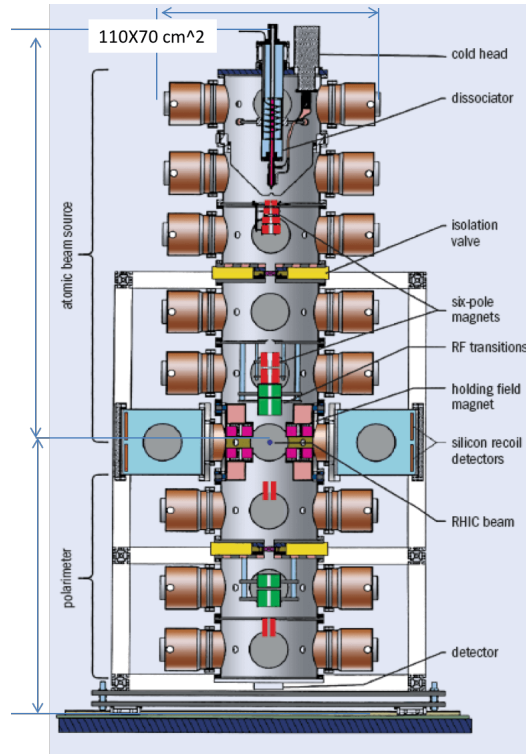 110X70 cm^2
cold head
dissociator
atomic beam source
isolation
valve
six-pole
magnets
RF transitions
holding field
magnet
silicon recoil
detectors
RHIC beam
polarimeter
detector